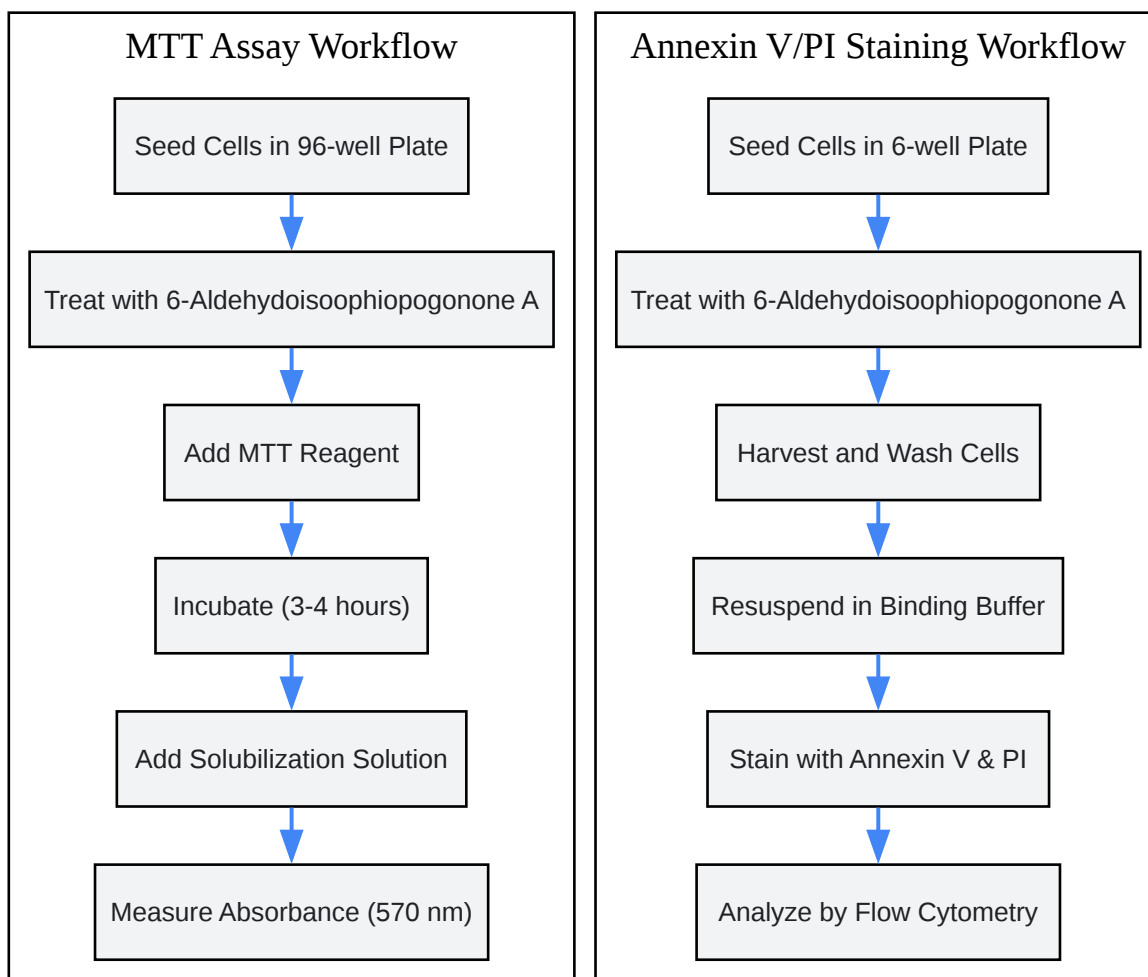 MTT Assay Workflow
Seed Cells in 96-well Plate
Treat with 6-Aldehydoisoophiopogonone A
Add MTT Reagent
Incubate (3-4 hours)
Add Solubilization Solution
Measure Absorbance (570 nm)
Annexin V/PI Staining Workflow
Seed Cells in 6-well Plate
Treat with 6-Aldehydoisoophiopogonone A
Harvest and Wash Cells
Resuspend in Binding Buffer
Stain with Annexin V & PI
Analyze by Flow Cytometry